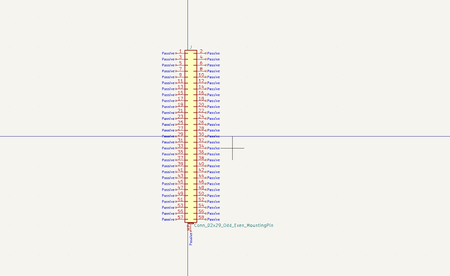 J
Passive 1 2 Passive
Passive 3 4 Passive
Passive 5 6 Passive
Passive 7 8 Passive
Passive 9 10 Passive
Passive 11 12 Passive
Passive 13 14 Passive
Passive 15 16 Passive
Passive 17 18 Passive
Passive 19 20 Passive
Passive 21 22 Passive
Passive 23 24 Passive
Passive 25 26 Passive
Passive 27 28 Passive
Passive 29 30 Passive
Passive 31 32 Passive
Passive 33 34 Passive
Passive 35 36 Passive
Passive 37 38 Passive
Passive 39 40 Passive
Passive 41 42 Passive
Passive 43 44 Passive
Passive 45 46 Passive
Passive 47 48 Passive
Passive 49 50 Passive
Passive 51 52 Passive
Passive 53 54 Passive
Passive 55 56 Passive
Passive 57 58 Passive
Conn_02x29_Odd_Even_MountingPin
Passive